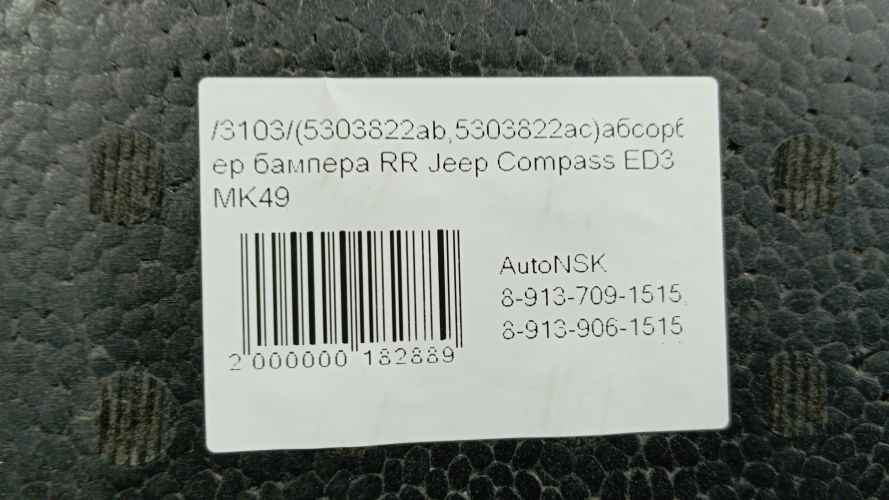 /3103/(5303822ab,5303822ac)абсорб
ер бампера RR Jeep Compass ED3
MK49
AutoNSK
8-913-709-1515,
8-913-906-1515
2 000000 182889